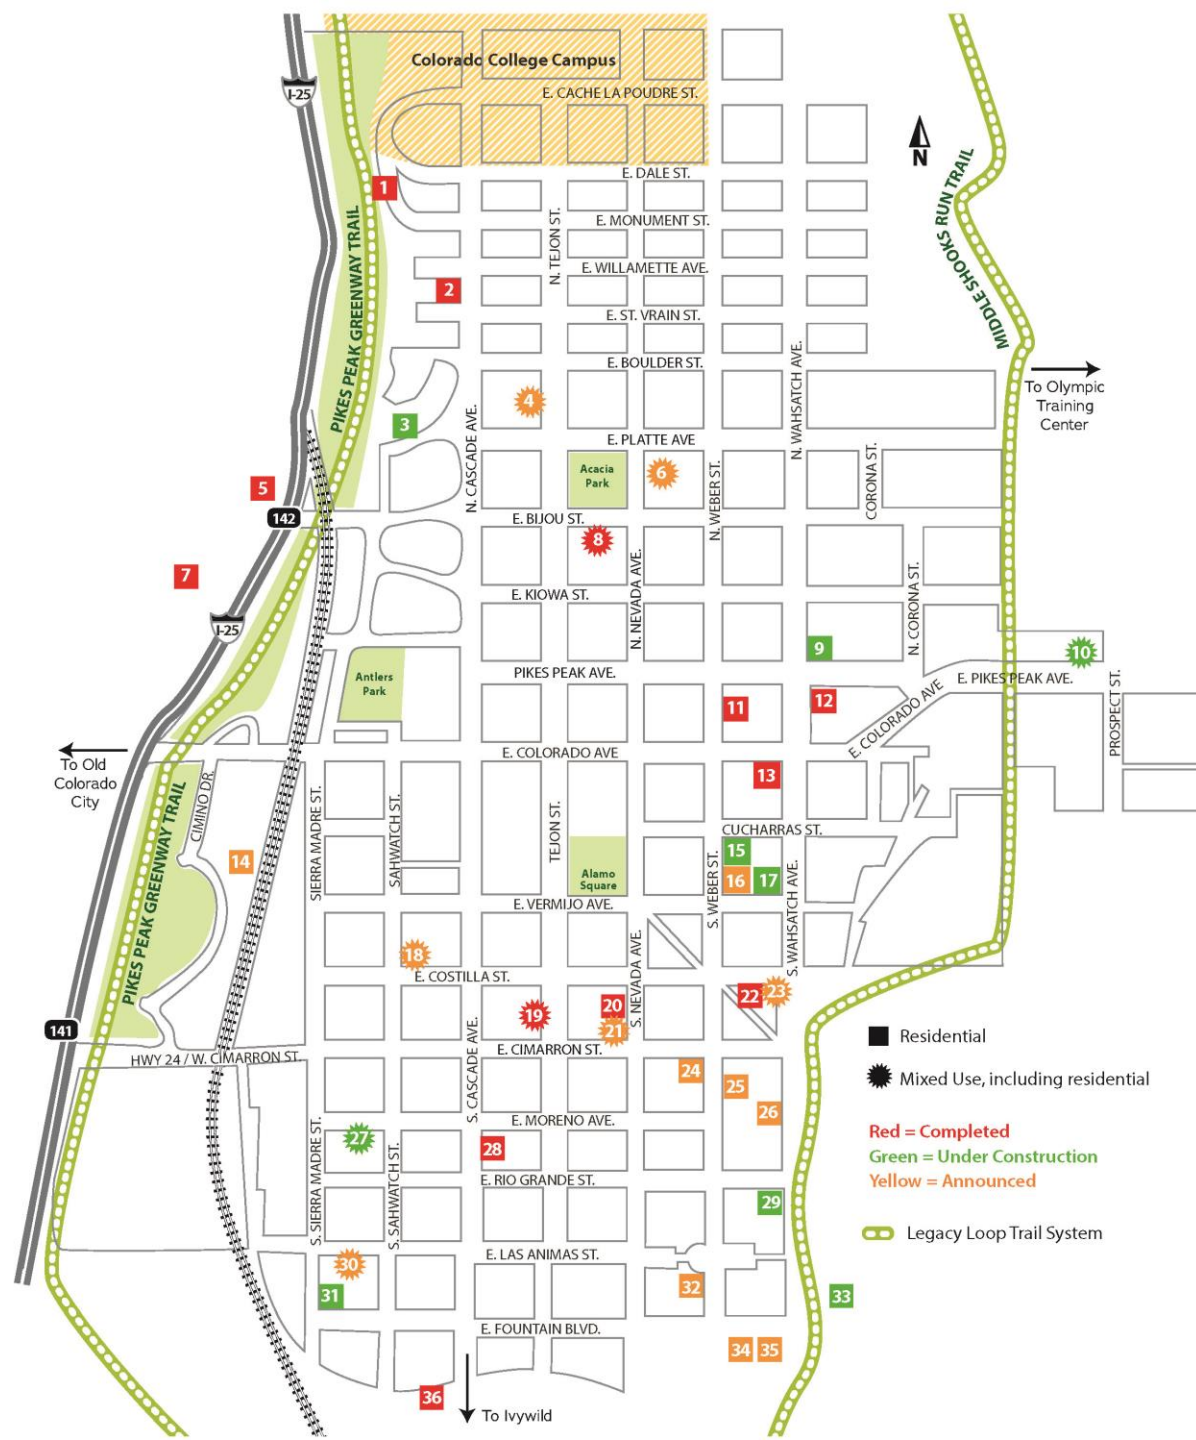 Colorado College Campus
I-25
E. CACHE LA POUDRE ST.
N
E. DALE ST.
1
E. MONUMENT ST.
N. TEJON ST.
MIDDLE SHOOKS RUN TRAIL
PIKES PEAK GREENWAY TRAIL
E. WILLAMETTE AVE.
2
E. ST. VRAIN ST.
E. BOULDER ST.
N. WAHSATCH AVE.
To Olympic
Training
Center
4
3
N. CASCADE AVE.
E. PLATTE AVE
Acacia
Park
6
N. WEBER ST.
CORONA ST.
5
142
E. BIJOU ST.
8
7
N. NEVADA AVE.
E. KIOWA ST.
N. CORONA ST.
I-25
9
10
Antlers
Park
PIKES PEAK AVE.
E. PIKES PEAK AVE.
11
12
E. COLORADO AVE
PROSPECT ST.
To Old
Colorado
City
E. COLORADO AVE
13
CIMINO DR.
SIERRA MADRE ST.
SAHWATCH ST.
TEJON ST.
CUCHARRAS ST.
PIKES PEAK GREENWAY TRAIL
14
15
Alamo
Square
16
17
S. WEBER ST.
S. WAHSATCH AVE.
E. VERMIJO AVE.
18
E. COSTILLA ST.
S. NEVADA AVE.
22
23
19
20
21
141
HWY 24 / W. CIMARRON ST.
E. CIMARRON ST.
S. CASCADE AVE.
Residential
24
25
26
Mixed Use, including residential
E. MORENO AVE.
27
28
Red = Completed
Green = Under Construction
Yellow = Announced
S. SIERRA MADRE ST.
S. SAHWATCH ST.
E. RIO GRANDE ST.
29
Legacy Loop Trail System
E. LAS ANIMAS ST.
30
31
32
33
E. FOUNTAIN BLVD.
34
35
36
To Ivywild